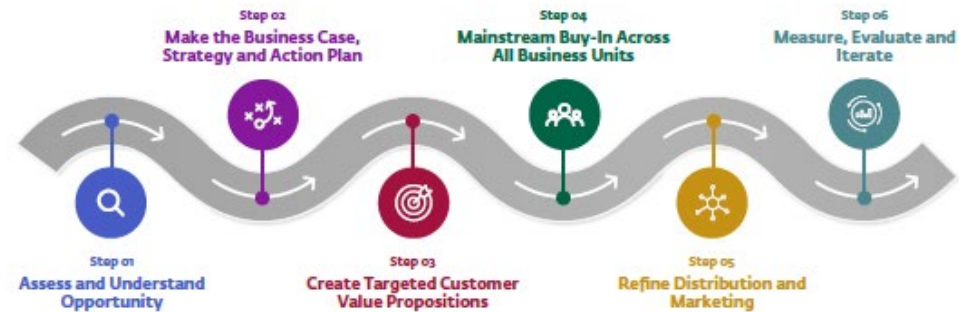 Step 01
Assess and Understand
Opportunity
Step 02
Make the Business Case,
Strategy and Action Plan
Step 03
Create Targeted Customer
Value Propositions
Step 04
Mainstream Buy-In Across
All Business Units
Step 05
Refine Distribution and
Marketing
Step 06
Measure, Evaluate and
Iterate